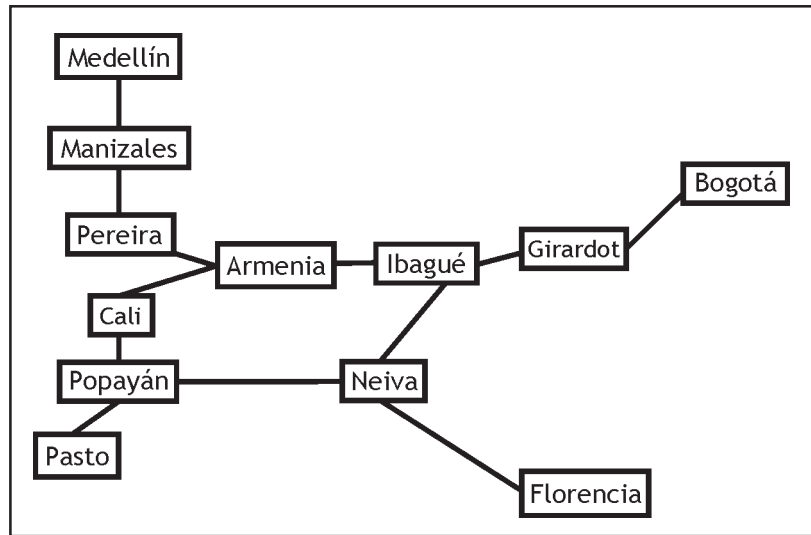 Medellín
Manizales
Bogotá
Pereira
Armenia
Ibagué
Girardot
Cali
Popayán
Neiva
Pasto
Florencia